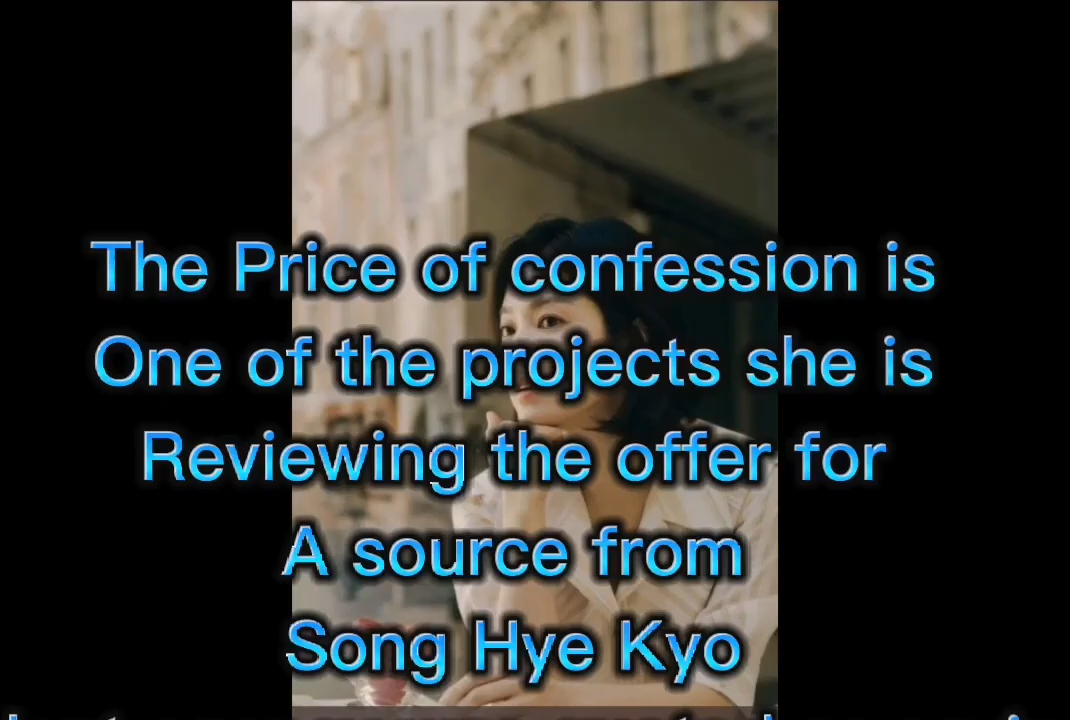 The Price of confession is
One of the projects she is
Reviewing the offer for
A source from
Song Hye Kyo